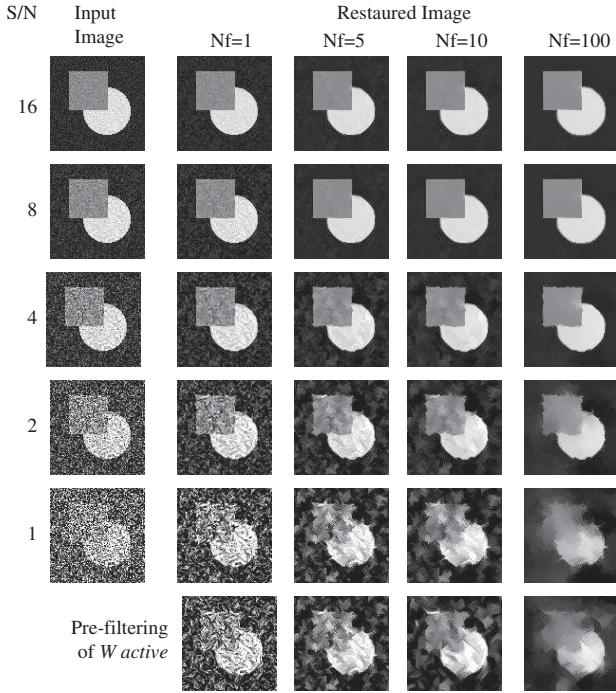 S/N Input Image Restaured Image
Nf=1 Nf=5 Nf=10 Nf=100
16
8
4
2
1
Pre-filtering
of W active